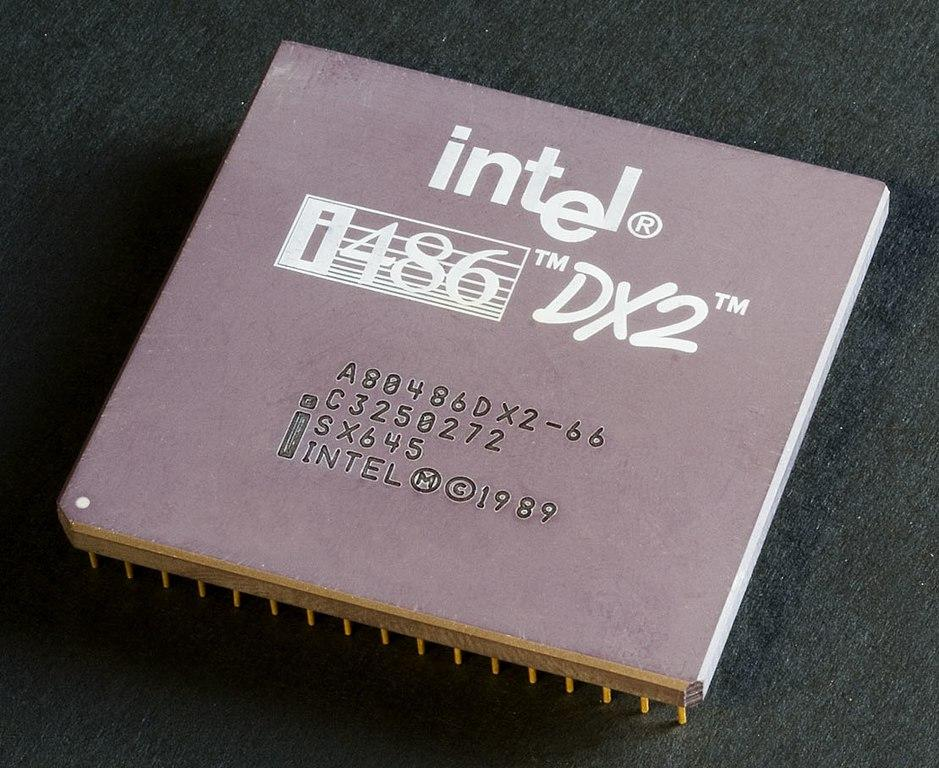 intel®
i486™ DX2™
A80486DX2-66
C3250272
SX645
INTEL Ⓜ © 1989